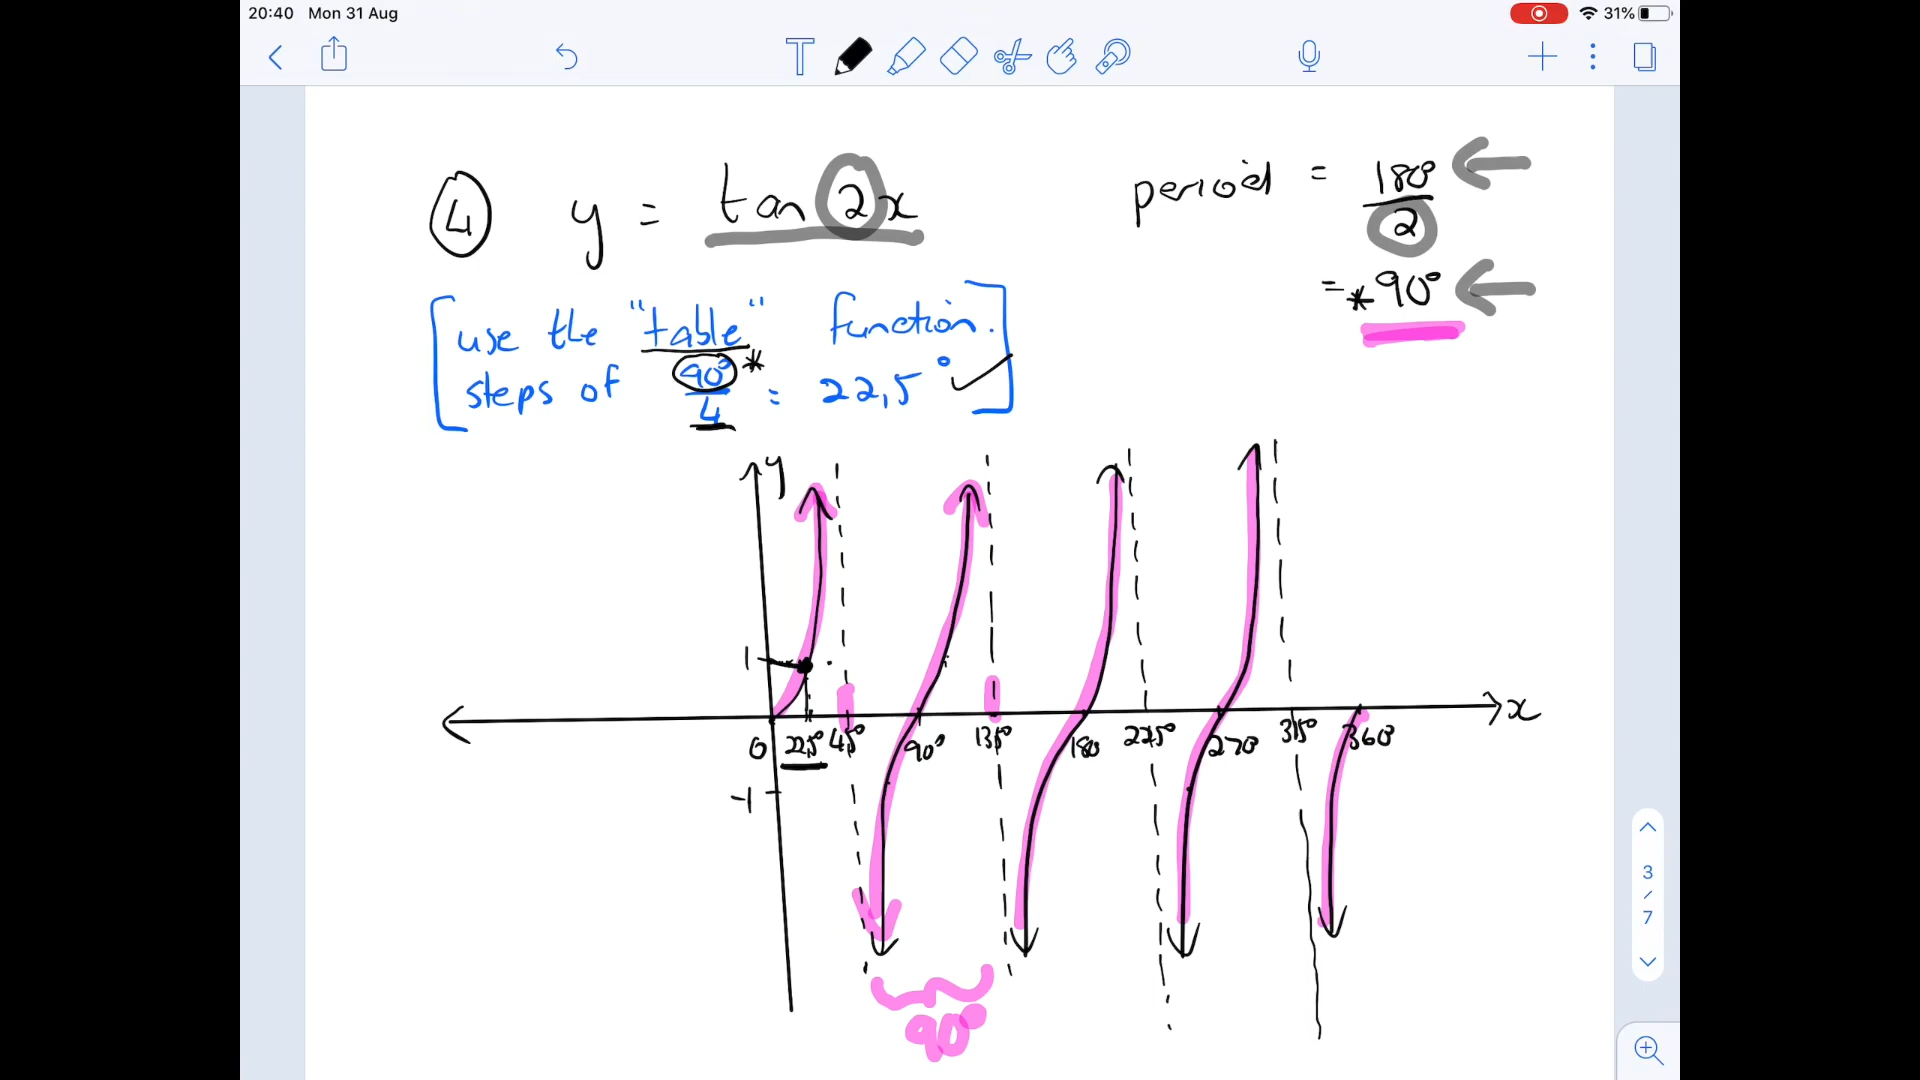 20:40 Mon 31 Aug
31%
T
4 y = tan 2x
period = 180°
2
= *90°
[use the "table" function.
steps of 90°* = 22,5°]
4
y
1
x
0 22,5° 45° 90° 135° 180 225° 270° 315° 360°
-1
3
/
7
90°